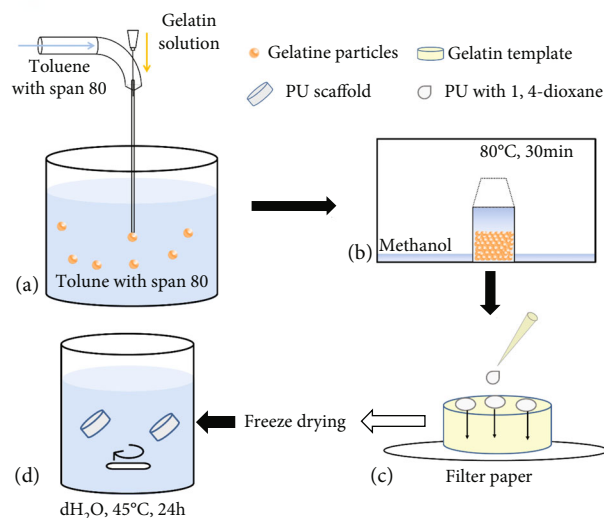 Gelatin
solution
Toluene
with span 80
Gelatine particles
Gelatin template
PU scaffold
PU with 1, 4-dioxane
Tolune with span 80
(a)
80°C, 30min
Methanol
(b)
Freeze drying
Filter paper
(c)
(d)
dH₂O, 45°C, 24h